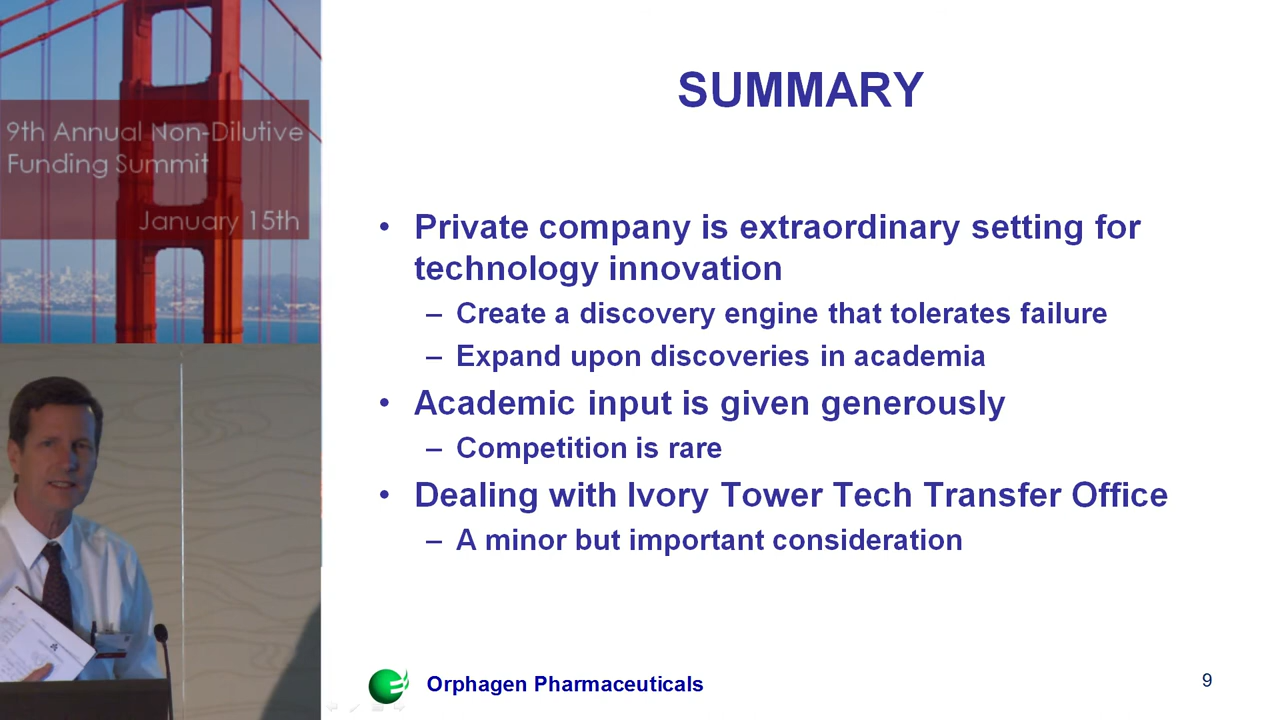 9th Annual Non-Dilutive
Funding Summit
January 15th
SUMMARY
• Private company is extraordinary setting for
technology innovation
– Create a discovery engine that tolerates failure
– Expand upon discoveries in academia
• Academic input is given generously
– Competition is rare
• Dealing with Ivory Tower Tech Transfer Office
– A minor but important consideration
Orphagen Pharmaceuticals
9